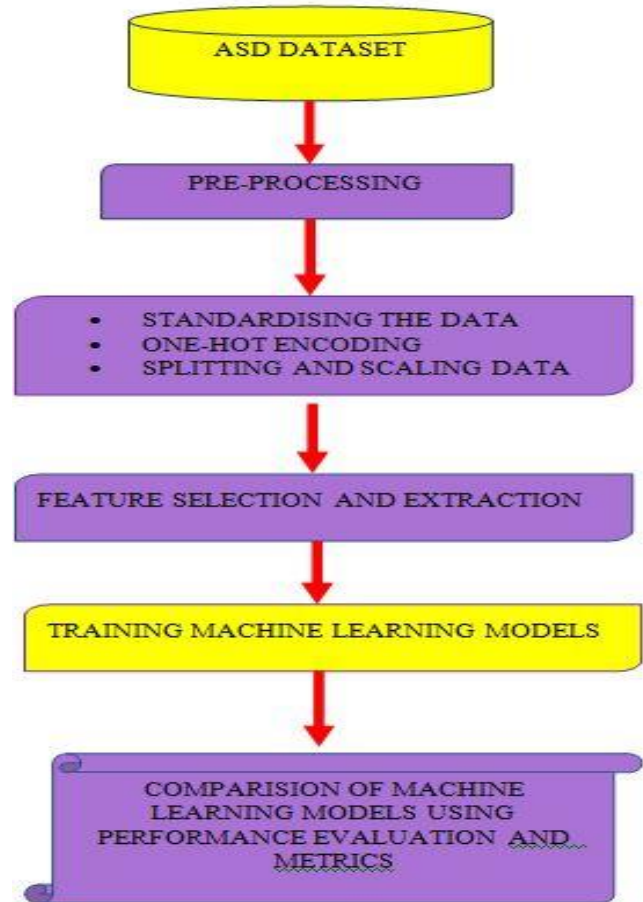 ASD DATASET
PRE-PROCESSING
• STANDARDISING THE DATA
• ONE-HOT ENCODING
• SPLITTING AND SCALING DATA
FEATURE SELECTION AND EXTRACTION
TRAINING MACHINE LEARNING MODELS
COMPARISION OF MACHINE
LEARNING MODELS USING
PERFORMANCE EVALUATION AND
METRICS